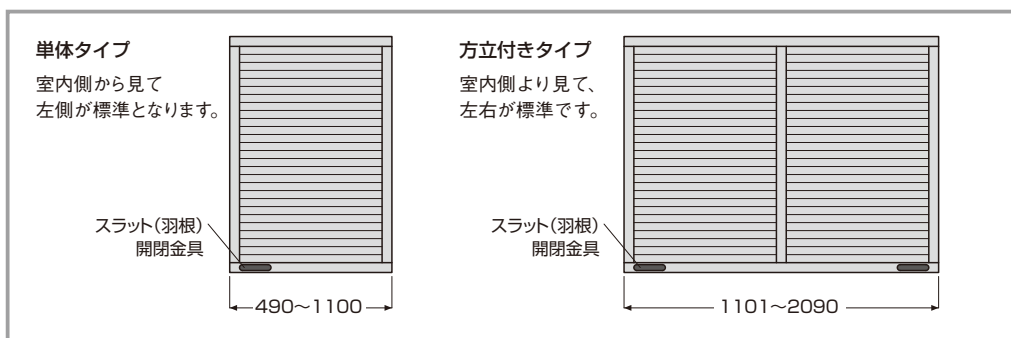 単体タイプ
室内側から見て
左側が標準となります。
スラット(羽根)
開閉金具
490〜1100
方立付きタイプ
室内側より見て、
左右が標準です。
スラット(羽根)
開閉金具
1101〜2090